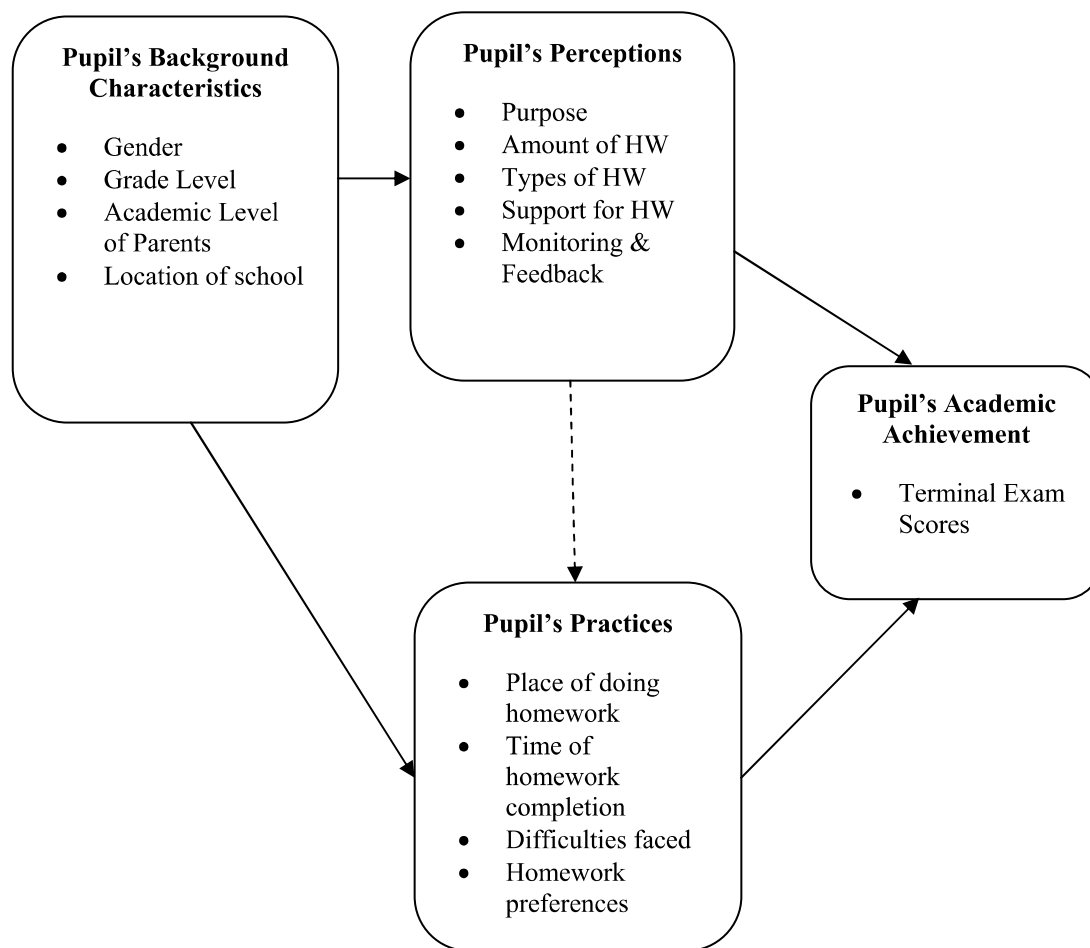 Pupil’s Background
Characteristics
• Gender
• Grade Level
• Academic Level
of Parents
• Location of school
Pupil’s Perceptions
• Purpose
• Amount of HW
• Types of HW
• Support for HW
• Monitoring &
Feedback
Pupil’s Academic
Achievement
• Terminal Exam
Scores
Pupil’s Practices
• Place of doing
homework
• Time of
homework
completion
• Difficulties faced
• Homework
preferences